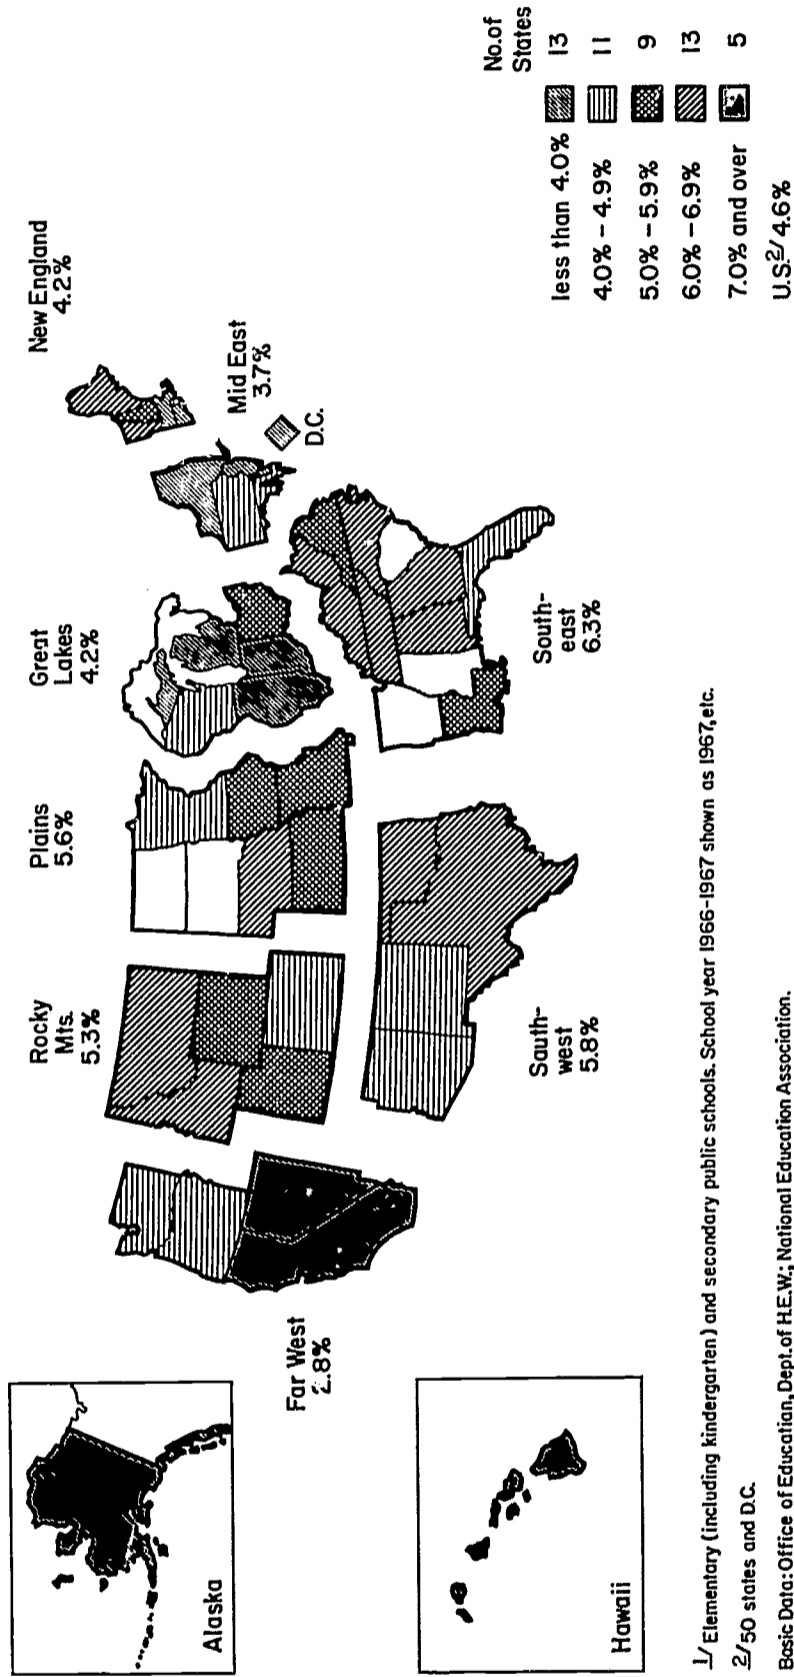 Alaska
Hawaii
Far West
2.8%
Rocky
Mts.
5.3%
Plains
5.6%
Great
Lakes
4.2%
New England
4.2%
Mid East
3.7%
D.C.
Sauth-
west
5.8%
South-
east
6.3%
No.of
States
less than 4.0% 13
4.0% – 4.9% 11
5.0% – 5.9% 9
6.0% – 6.9% 13
7.0% and over 5
U.S.2/ 4.6%
1/ Elementary (including kindergarten) and secondary public schools. School year 1966-1967 shown as 1967, etc.
2/ 50 states and D.C.
Basic Data: Office of Education, Dept. of H.E.W.; National Education Association.